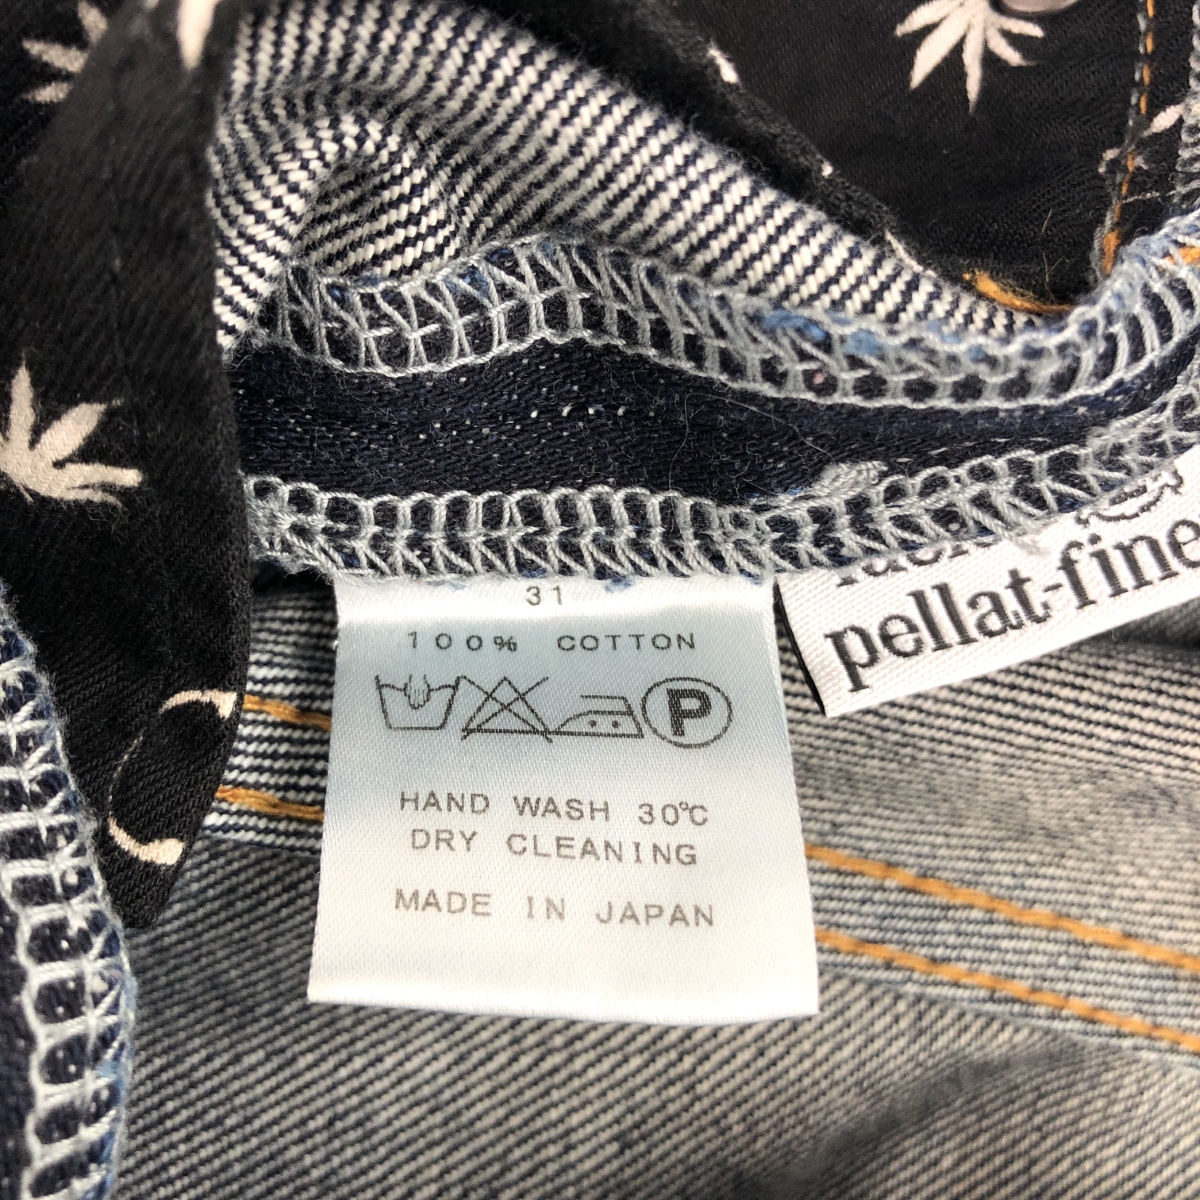 31
100% COTTON
P
HAND WASH 30℃
DRY CLEANING
MADE IN JAPAN
pellat-fine